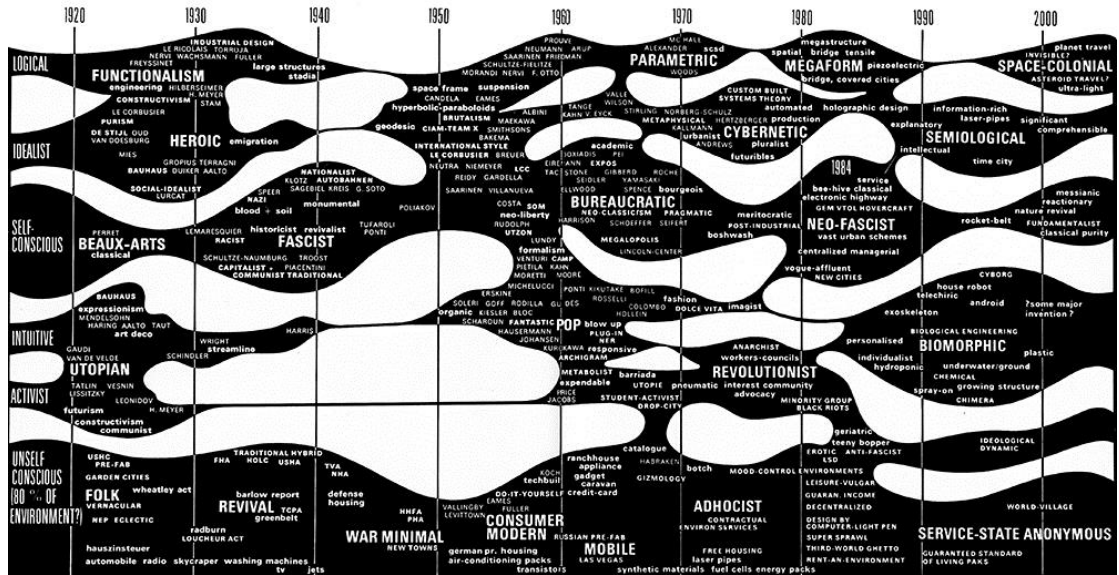 1920 1930 1940 1950 1960 1970 1980 1990 2000
LOGICAL
INDUSTRIAL DESIGN
LE RICOLAIS TORROJA
NERVI WACHSMANN FULLER
FREYSSINET
FUNCTIONALISM
large structures
stadia
engineering HILBERSEIMER
H. MEYER
CONSTRUCTIVISM
STAM
LE CORBUSIER
PURISM
PROUVE
NEUMANN ARUP
SAARINEN FRIEDMAN
SCHULTZE-FIELITZE
MORANDI NERVI F. OTTO
space frame suspension
CANDELA EAMES
hyperbolic-paraboloids
geodesic
MC HALL
ALEXANDER scsd
PARAMETRIC
WOODS
megastructure
spatial bridge tensile
MEGAFORM piezoelectric
bridge, covered cities
planet travel
INVISIBLE?
SPACE-COLONIAL
ASTEROID TRAVEL?
ultra-light
IDEALIST
DE STIJL OUD
VAN DOESBURG
HEROIC
emigration
MIES
GROPIUS TERRAGNI
BAUHAUS DUIKER AALTO
SOCIAL-IDEALIST
LURCAT
BRUTALISM
ALBINI
MAEKAWA
CIAM-TEAM X SMITHSONS
BAKEMA
INTERNATIONAL STYLE
LE CORBUSIER BREUER
NEUTRA NIEMEYER LCC
REIDY GARDELLA
SAARINEN VILLANUEVA
VALLE
WILSON
TANGE
KAHN V. EYCK
STIRLING NORBERG-SCHULZ
academic
DOXIADIS PEI
EIRMANN EXPOS
TAC STONE GIBBERD ROCHE
SEIDLER YAMASAKI
ELLWOOD SPENCE bourgeois
CUSTOM BUILT
SYSTEMS THEORY
automated
METAPHYSICAL HERTZBERGER production
KALLMANN
CYBERNETIC
urbanist
ANDREWS
pluralist
futuribles
holographic design
explanatory
intellectual
information-rich
laser-pipes
significant
comprehensible
SEMIOLOGICAL
time city
SELF-
CONSCIOUS
PERRET
BEAUX-ARTS
classical
NATIONALIST
KLOTZ AUTOBAHNEN
SPEER SAGEBIEL KREIS G. SOTO
NAZI
monumental
blood + soil
LEMARESQUIER historicist revivalist
RACIST
FASCIST
TUFAROLI
PONTI
POLIAKOV
SCHULTZE-NAUMBURG TROOST
CAPITALIST + PIACENTINI
COMMUNIST TRADITIONAL
COSTA SOM
neo-liberty
RUDOLPH
UTZON
BUREAUCRATIC
NEO-CLASSICISM PRAGMATIC
HARRISON SCHOEFFER SEIFERT
LUNDY MEGALOPOLIS
formalism
LINCOLN-CENTER
VENTURI CAMP
PIETILA KAHN
MORETTI MOORE
meritocratic
POST-INDUSTRIAL
boshwash
1984
service
bee-hive classical
electronic highway
GEM VTOL HOVERCRAFT
NEO-FASCIST
vast urban schemes
centralized managerial
vogue-affluent
NEW CITIES
messianic
reactionary
nature revival
rocket-belt FUNDAMENTALIST
classical purity
INTUITIVE
BAUHAUS
expressionism
MENDELSOHN
HARING AALTO TAUT
art deco
GAUDI
VAN DE VELDE
WRIGHT
streamline
SCHINDLER
HARRIS
MICHELUCCI
ERSKINE
SOLERI GOFF RODILLA GUEDES
organic KIESLER BLOC
SCHAROUN FANTASTIC
PONTI KIKUTAKE BOFILL
ROSSELLI
fashion
COLOMBO DOLCE VITA imagist
HOLLEIN
POP blow up
HAUSERMANN
JOHANSEN
PLUG-IN
NER
KUROKAWA responsive
ARCHIGRAM
CYBORG
house robot
telechiric
android
exoskeleton
?some major
invention?
BIOLOGICAL ENGINEERING
personalised
BIOMORPHIC
individualist
hydroponic
plastic
underwater/ground
CHEMICAL
growing structure
spray-on
CHIMERA
ACTIVIST
UTOPIAN
TATLIN VESNIN
LISSITZKY
LEONIDOV
futurism H. MEYER
constructivism
communist
METABOLIST barriada
expendable
UTOPIE
PRICE
JACOBS
STUDENT-ACTIVIST
DROP-CITY
ANARCHIST
workers-councils
REVOLUTIONIST
pneumatic interest community
advocacy
MINORITY GROUP
BLACK RIOTS
geriatric
teeny bopper
EROTIC ANTI-FASCIST
LSD
IDEOLOGICAL
DYNAMIC
UNSELF
CONSCIOUS
(80 % OF
ENVIRONMENT?)
USHC
PRE-FAB
GARDEN CITIES
FOLK
VERNACULAR
wheatley act
NEP ECLECTIC
radburn
LOUCHEUR ACT
hauszinsteuer
automobile radio skycraper washing machines
tv jets
TRADITIONAL HYBRID
FHA HOLC USHA
TVA
NHA
barlow report
REVIVAL TCPA
greenbelt
defense
housing
WAR MINIMAL
NEW TOWNS
HHFA
PHA
VALLINGBY
LEVITTOWN
KOCH
techbuilt
DO-IT-YOURSELF
EAMES
FULLER
CONSUMER
MODERN
german pr. housing
air-conditioning packs
transistors
catalogue
ranchhouse
appliance
HABRAKEN
gadget
caravan
credit-card
GIZMOLOGY
botch
RUSSIAN PRE-FAB
MOBILE
LAS VEGAS
synthetic materials fuel cells energy packs
MOOD-CONTROL ENVIRONMENTS
ADHOCIST
CONTRACTUAL
ENVIRON SERVICES
FREE HOUSING
laser pipes
LEISURE-VULGAR
GUARAN. INCOME
DECENTRALIZED
DESIGN BY
COMPUTER-LIGHT PEN
SUPER SPRAWL
THIRD-WORLD GHETTO
RENT-AN-ENVIRONMENT
WORLD-VILLAGE
SERVICE-STATE ANONYMOUS
GUARANTEED STANDARD
OF LIVING PAKS